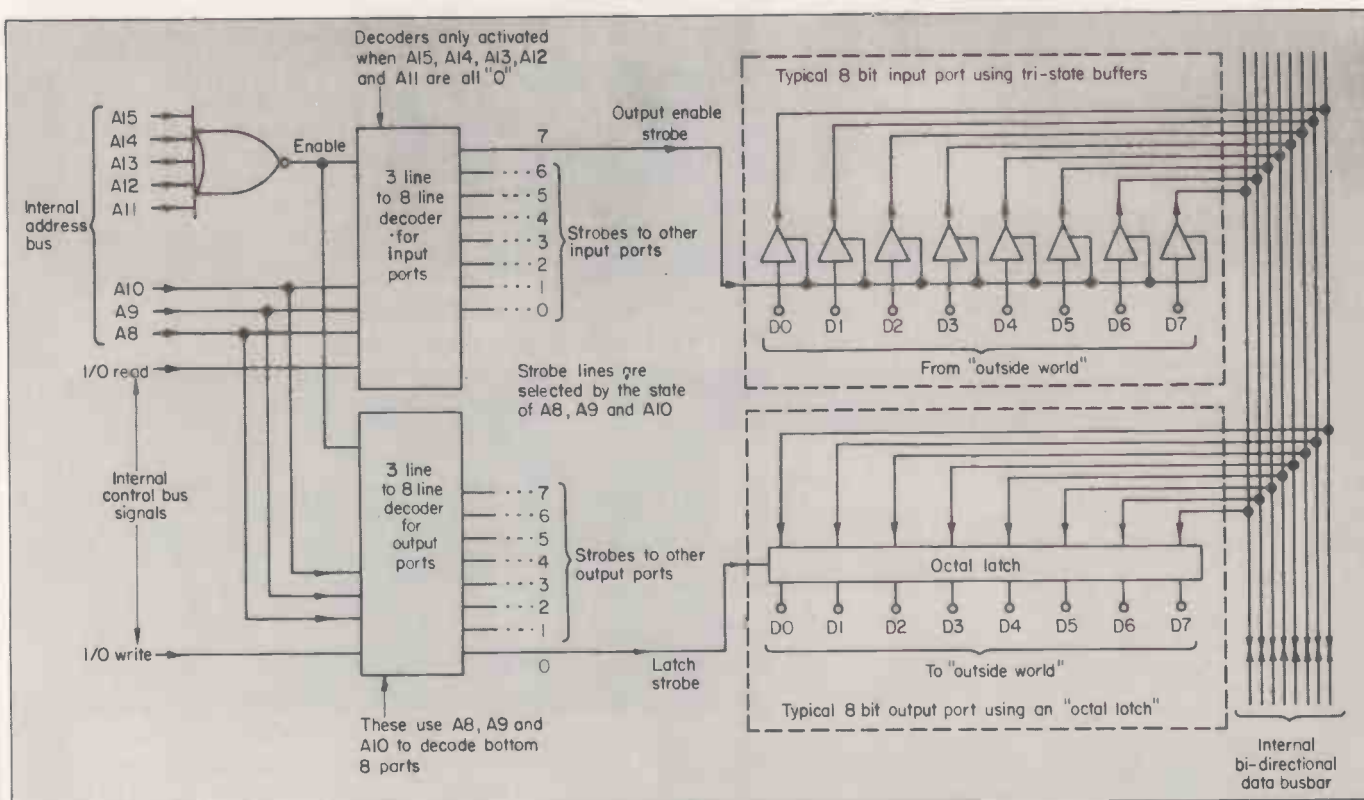 Decoders only activated
when A15, A14, A13, A12
and A11 are all "0"
A15
A14
A13
A12
A11
Internal
address
bus
Enable
A10
A9
A8
I/O read
3 line
to 8 line
decoder
for
input
ports
7
··· 6
··· 5
··· 4
··· 3
··· 2
··· 1
··· 0
Strobes to other
input ports
Output enable
strobe
Typical 8 bit input port using tri-state buffers
D0 D1 D2 D3 D4 D5 D6 D7
From "outside world"
Strobe lines are
selected by the state
of A8, A9 and A10
Internal
control bus
signals
I/O write
3 line
to 8 line
decoder
for
output
ports
··· 7
··· 6
··· 5
··· 4
··· 3
··· 2
··· 1
0
Strobes to other
output ports
Latch
strobe
Octal latch
D0 D1 D2 D3 D4 D5 D6 D7
To "outside world"
Typical 8 bit output port using an "octal latch"
These use A8, A9 and
A10 to decode bottom
8 parts
Internal
bi-directional
data busbar